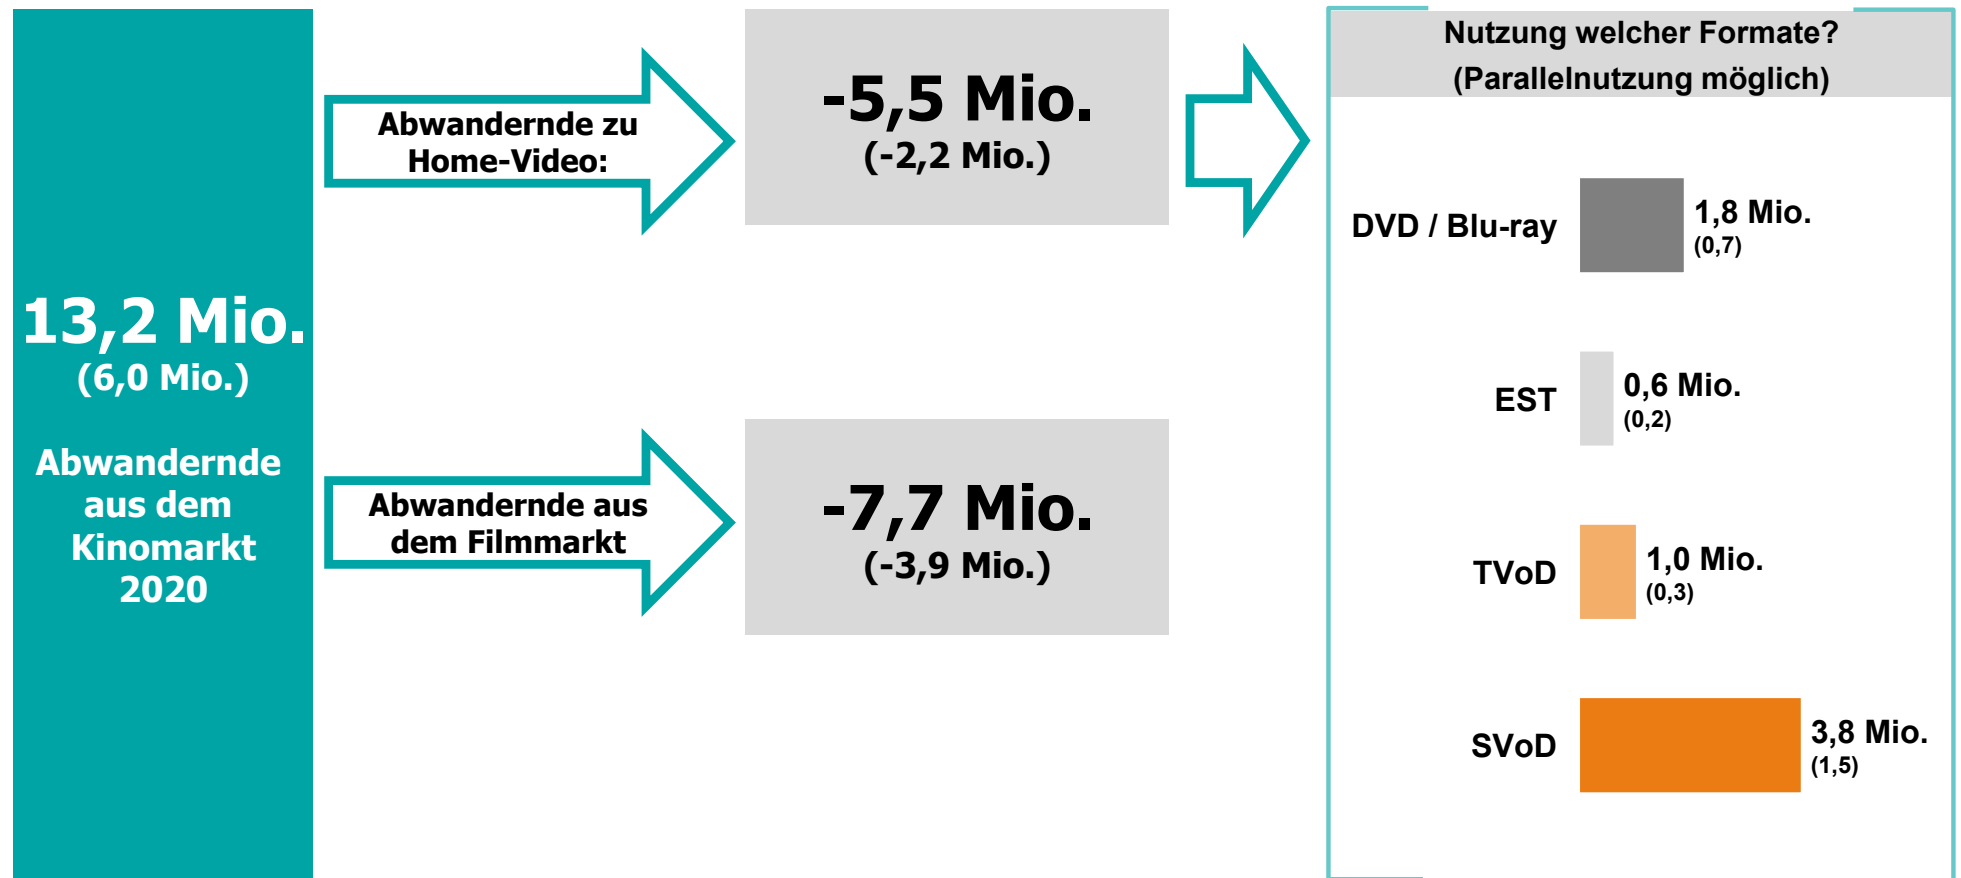 13,2 Mio.
(6,0 Mio.)
Abwandernde
aus dem
Kinomarkt
2020
Abwandernde zu
Home-Video:
-5,5 Mio.
(-2,2 Mio.)
Abwandernde aus
dem Filmmarkt
-7,7 Mio.
(-3,9 Mio.)
Nutzung welcher Formate?
(Parallelnutzung möglich)
DVD / Blu-ray
1,8 Mio.
(0,7)
EST
0,6 Mio.
(0,2)
TVoD
1,0 Mio.
(0,3)
SVoD
3,8 Mio.
(1,5)